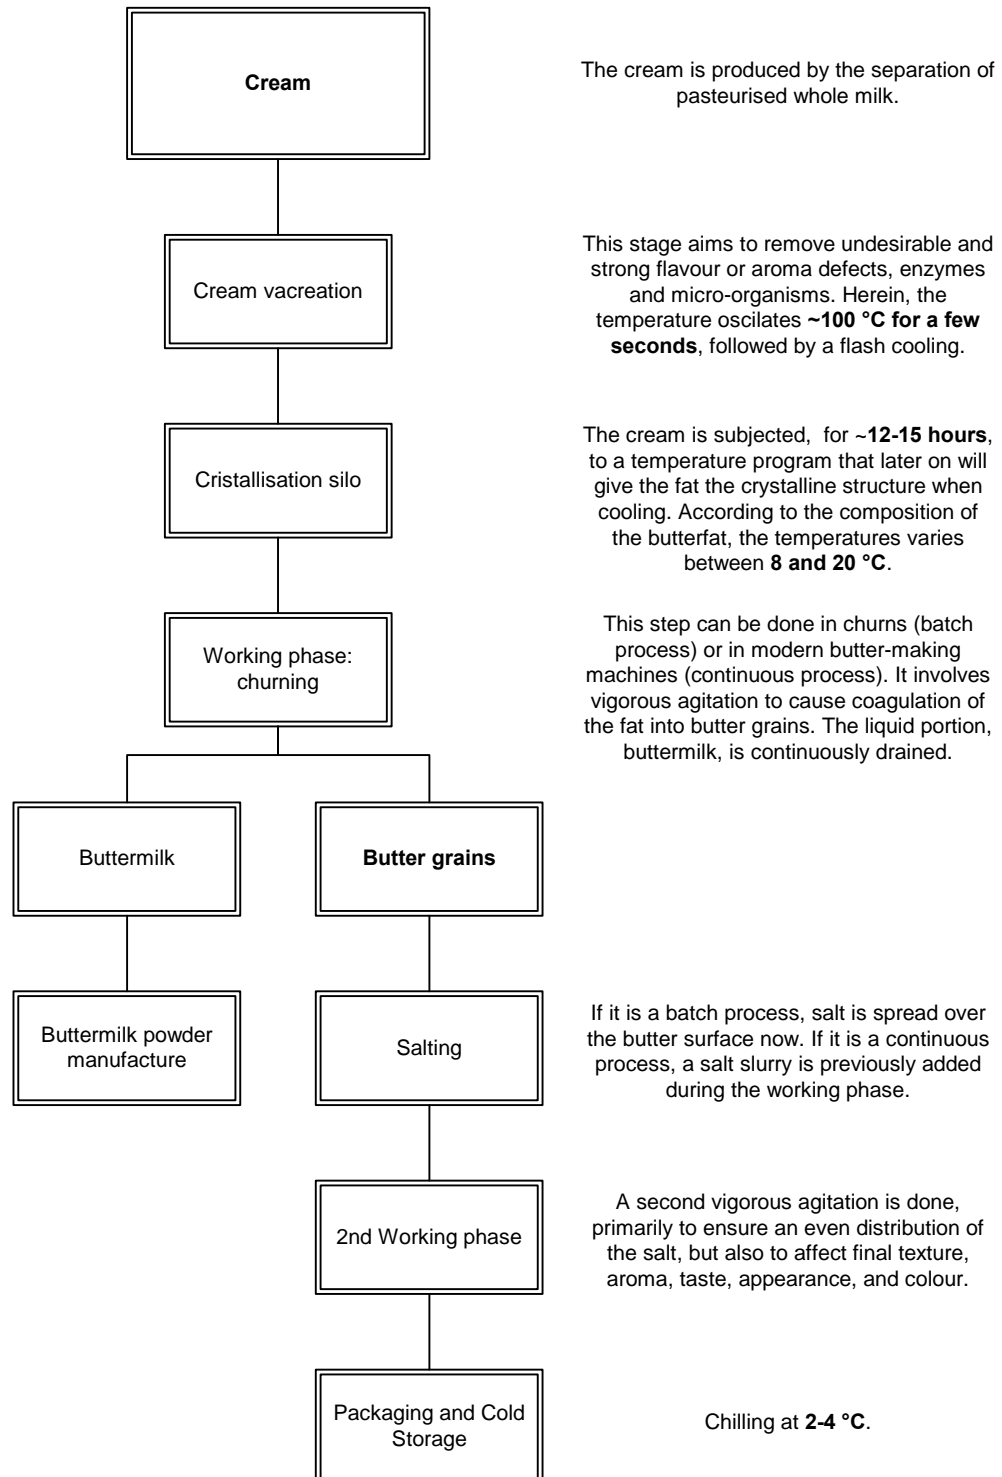 Cream
The cream is produced by the separation of
pasteurised whole milk.
Cream vacreation
This stage aims to remove undesirable and
strong flavour or aroma defects, enzymes
and micro-organisms. Herein, the
temperature oscilates ~100 °C for a few
seconds, followed by a flash cooling.
Cristallisation silo
The cream is subjected, for ~12-15 hours,
to a temperature program that later on will
give the fat the crystalline structure when
cooling. According to the composition of
the butterfat, the temperatures varies
between 8 and 20 °C.
Working phase:
churning
This step can be done in churns (batch
process) or in modern butter-making
machines (continuous process). It involves
vigorous agitation to cause coagulation of
the fat into butter grains. The liquid portion,
buttermilk, is continuously drained.
Buttermilk
Butter grains
Buttermilk powder
manufacture
Salting
If it is a batch process, salt is spread over
the butter surface now. If it is a continuous
process, a salt slurry is previously added
during the working phase.
2nd Working phase
A second vigorous agitation is done,
primarily to ensure an even distribution of
the salt, but also to affect final texture,
aroma, taste, appearance, and colour.
Packaging and Cold
Storage
Chilling at 2-4 °C.